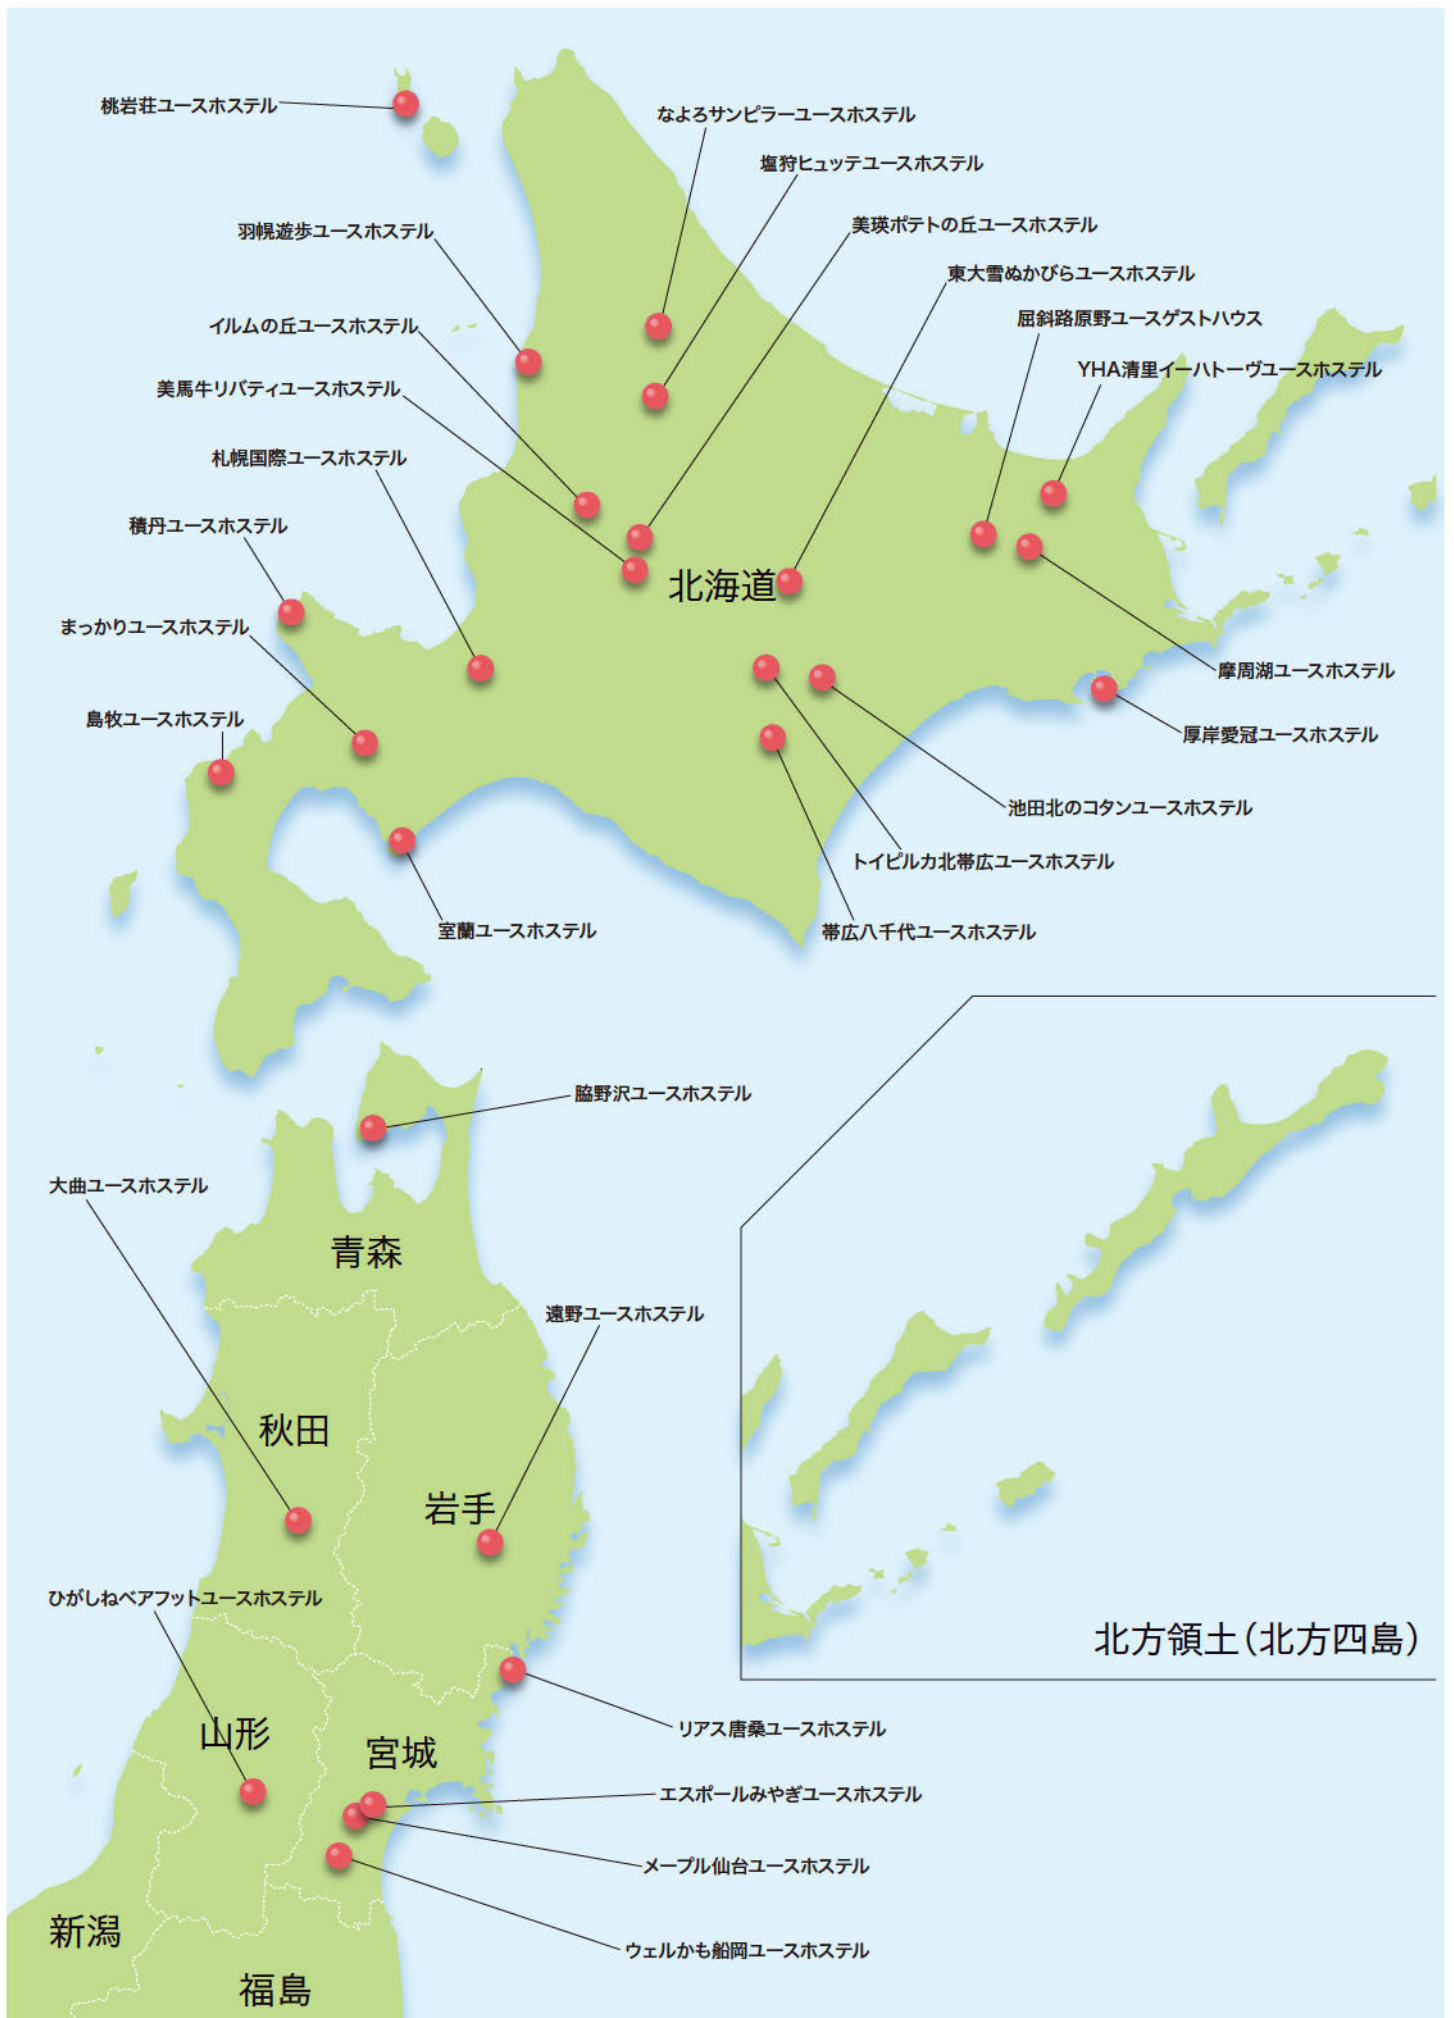 桃岩荘ユースホステル
なよろサンピラーユースホステル
塩狩ヒュッテユースホステル
羽幌遊歩ユースホステル
美瑛ポテトの丘ユースホステル
東大雪ぬかびらユースホステル
イルムの丘ユースホステル
屈斜路原野ユースゲストハウス
YHA清里イーハトーヴユースホステル
美馬牛リバティユースホステル
札幌国際ユースホステル
積丹ユースホステル
北海道
まっかりユースホステル
摩周湖ユースホステル
島牧ユースホステル
厚岸愛冠ユースホステル
池田北のコタンユースホステル
トイピルカ北帯広ユースホステル
室蘭ユースホステル
帯広八千代ユースホステル
脇野沢ユースホステル
大曲ユースホステル
青森
遠野ユースホステル
秋田
岩手
ひがしねベアフットユースホステル
北方領土（北方四島）
リアス唐桑ユースホステル
山形
宮城
エスポールみやぎユースホステル
メープル仙台ユースホステル
新潟
ウェルかも船岡ユースホステル
福島